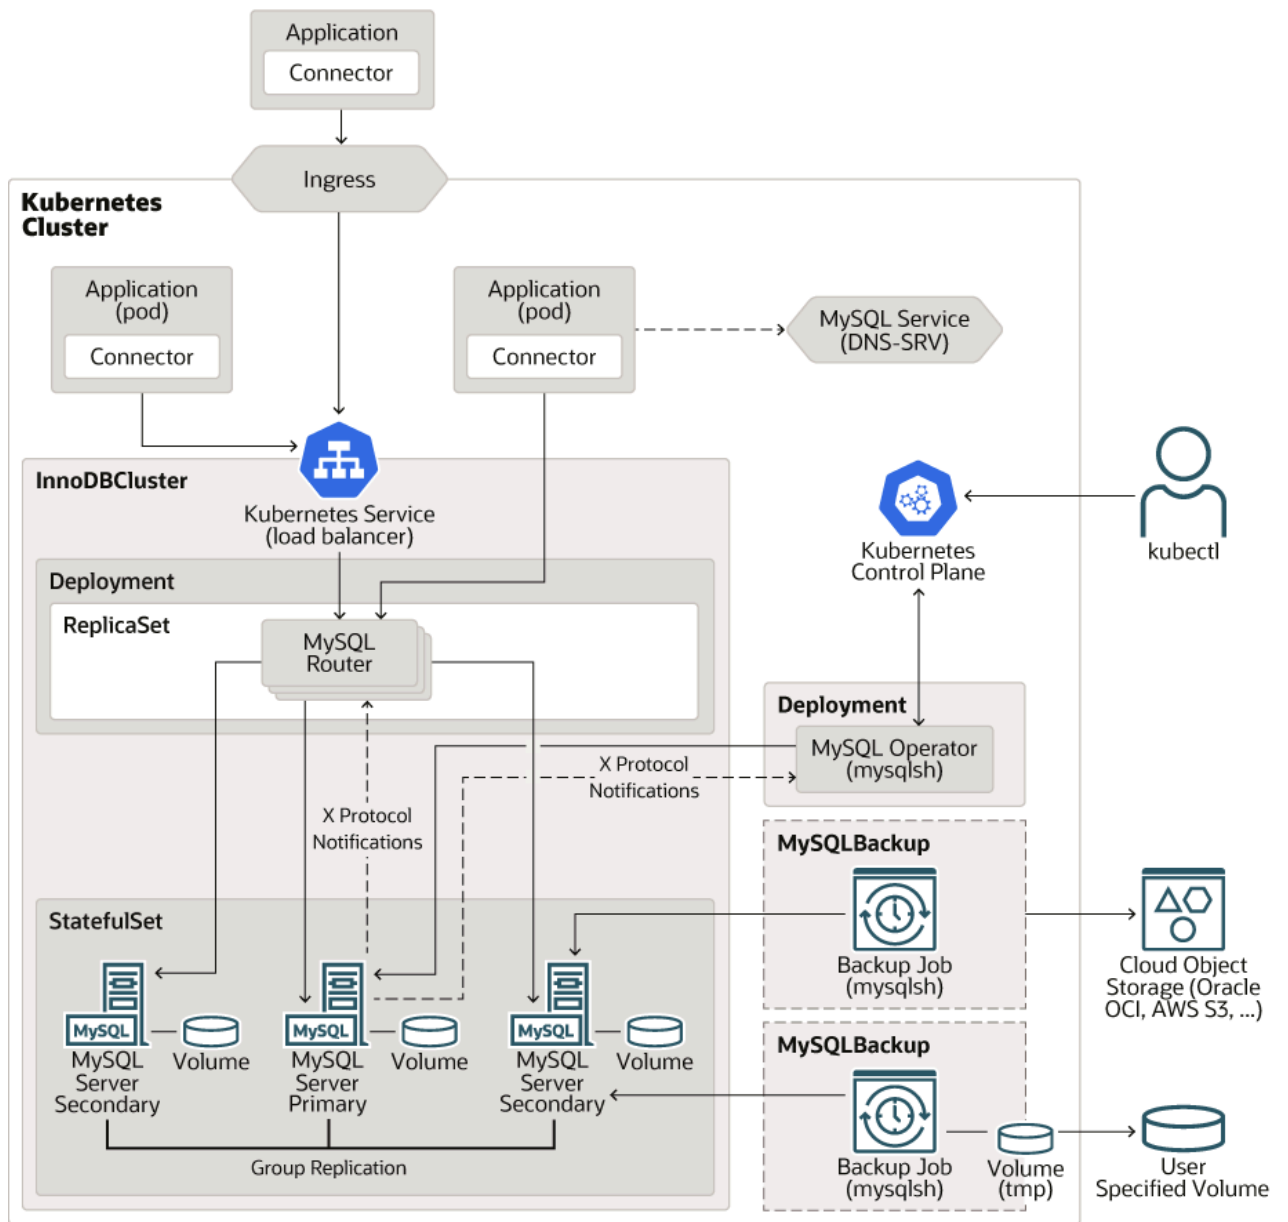 Application
Connector
Ingress
Kubernetes
Cluster
Application
(pod)
Connector
Application
(pod)
Connector
MySQL Service
(DNS-SRV)
InnoDBCluster
Kubernetes Service
(load balancer)
Kubernetes
Control Plane
kubectl
Deployment
ReplicaSet
MySQL
Router
Deployment
MySQL Operator
(mysqlsh)
X Protocol
Notifications
X Protocol
Notifications
MySQLBackup
Backup Job
(mysqlsh)
Cloud Object
Storage (Oracle
OCI, AWS S3, ...)
StatefulSet
MySQL
MySQL
Server
Secondary
Volume
MySQL
MySQL
Server
Primary
Volume
MySQL
MySQL
Server
Secondary
Volume
Group Replication
MySQLBackup
Backup Job
(mysqlsh)
Volume
(tmp)
User
Specified Volume